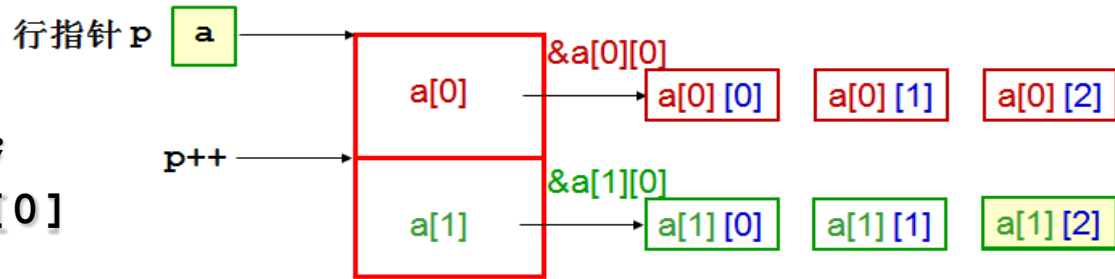 行指针 p a
&a[0][0]
a[0] a[0] [0] a[0] [1] a[0] [2]
;
p++
&a[1][0]
[0]
a[1] a[1] [0] a[1] [1] a[1] [2]